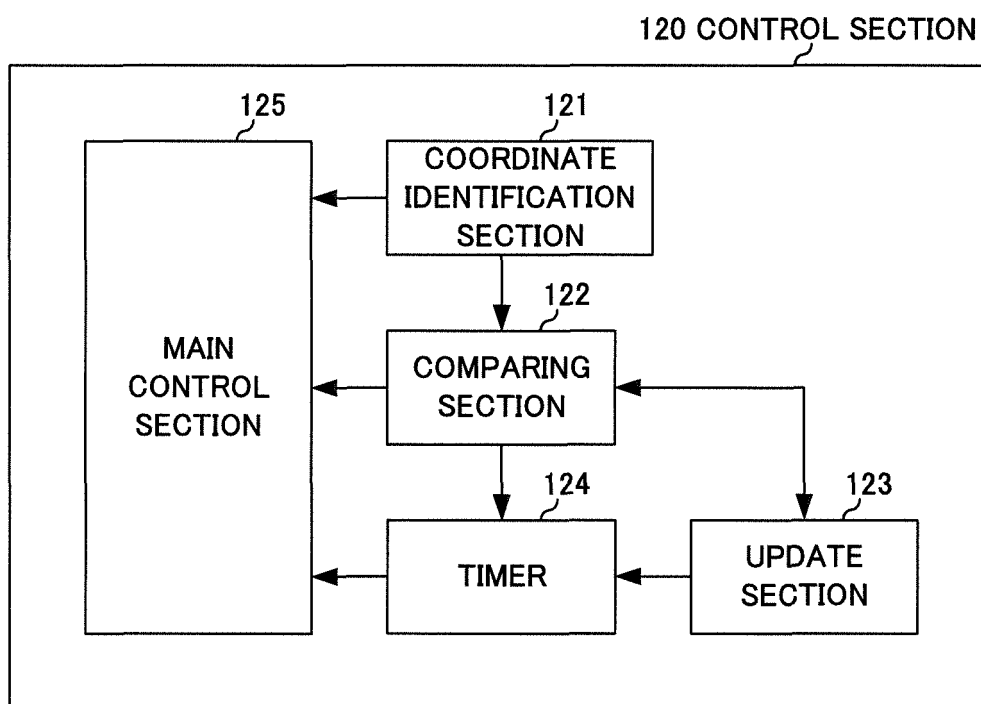 120 CONTROL SECTION
125
121
COORDINATE
IDENTIFICATION
SECTION
122
MAIN
CONTROL
SECTION
COMPARING
SECTION
124
123
TIMER
UPDATE
SECTION